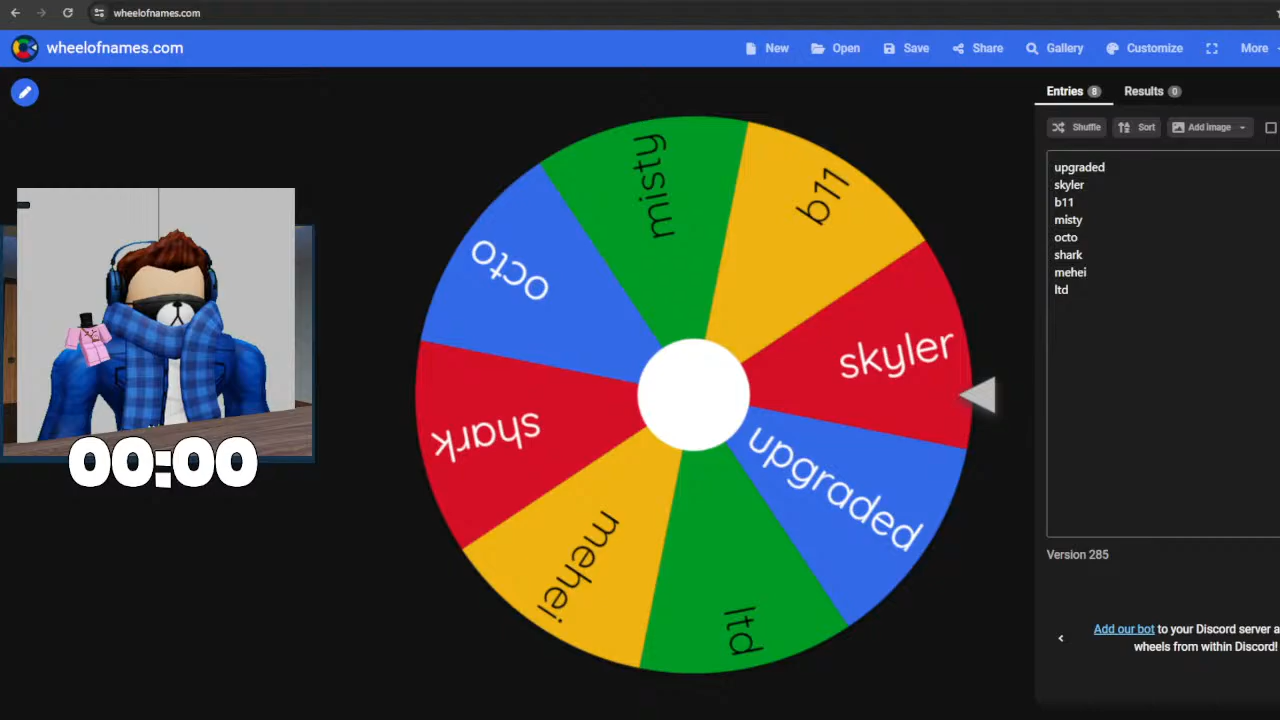 wheelofnames.com
wheelofnames.com
New
Open
Save
Share
Gallery
Customize
More
Entries 8
Results 0
Shuffle
Sort
Add image
upgraded
skyler
b11
misty
octo
shark
mehei
ltd
Version 285
Add our bot to your Discord server a
wheels from within Discord!
misty
b11
octo
skyler
shark
upgraded
mehei
ltd
00:00